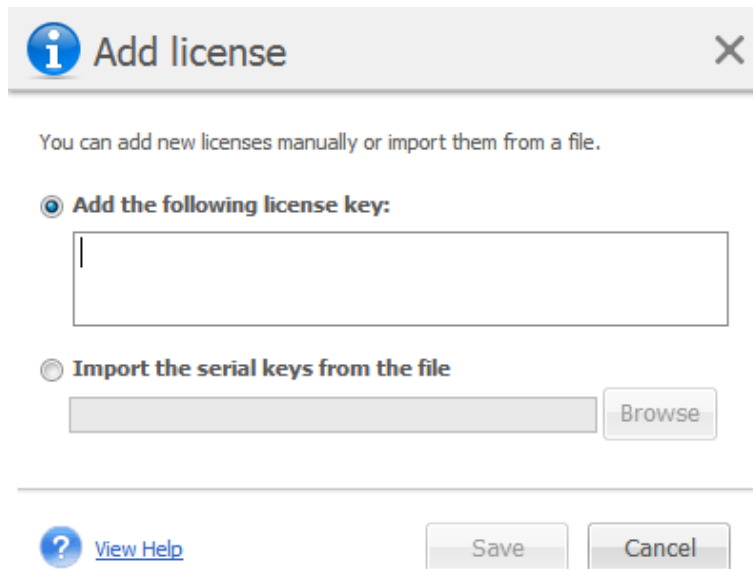 Add license
You can add new licenses manually or import them from a file.
Add the following license key:
Import the serial keys from the file
Browse
View Help
Save
Cancel